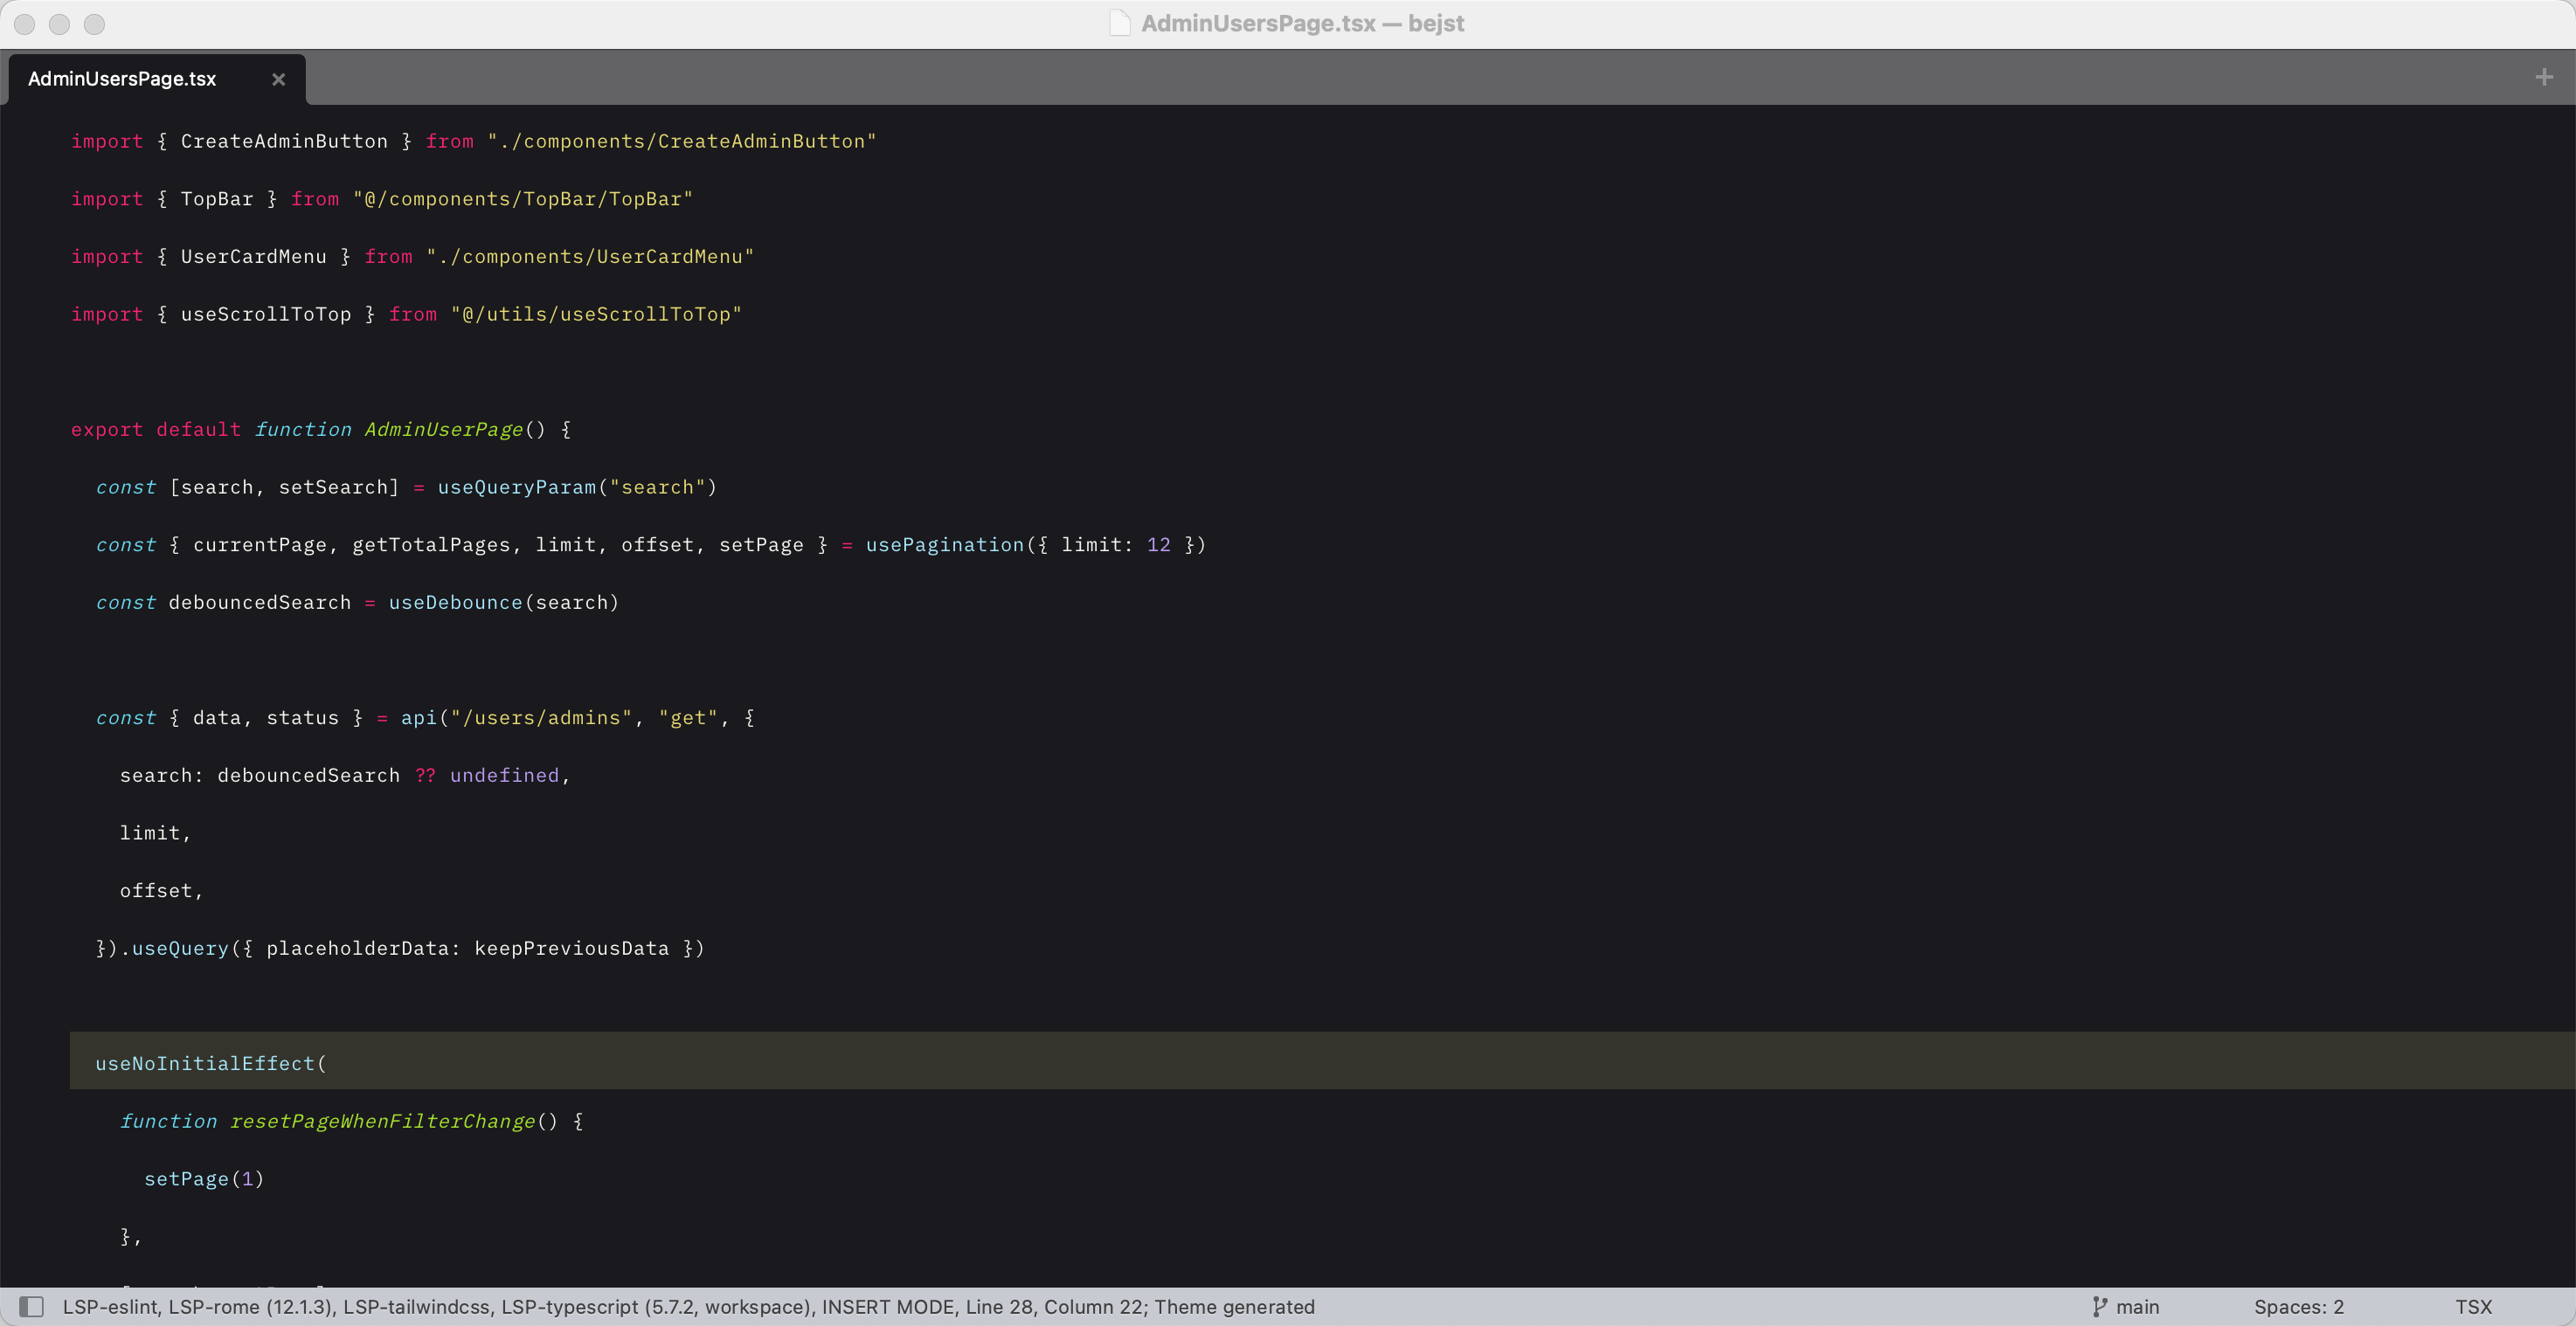 AdminUsersPage.tsx — bejst
AdminUsersPage.tsx
import { CreateAdminButton } from "./components/CreateAdminButton"
import { TopBar } from "@/components/TopBar/TopBar"
import { UserCardMenu } from "./components/UserCardMenu"
import { useScrollToTop } from "@/utils/useScrollToTop"
export default function AdminUserPage() {
const [search, setSearch] = useQueryParam("search")
const { currentPage, getTotalPages, limit, offset, setPage } = usePagination({ limit: 12 })
const debouncedSearch = useDebounce(search)
const { data, status } = api("/users/admins", "get", {
search: debouncedSearch ?? undefined,
limit,
offset,
}).useQuery({ placeholderData: keepPreviousData })
useNoInitialEffect(
function resetPageWhenFilterChange() {
setPage(1)
},
LSP-eslint, LSP-rome (12.1.3), LSP-tailwindcss, LSP-typescript (5.7.2, workspace), INSERT MODE, Line 28, Column 22; Theme generated
main
Spaces: 2
TSX